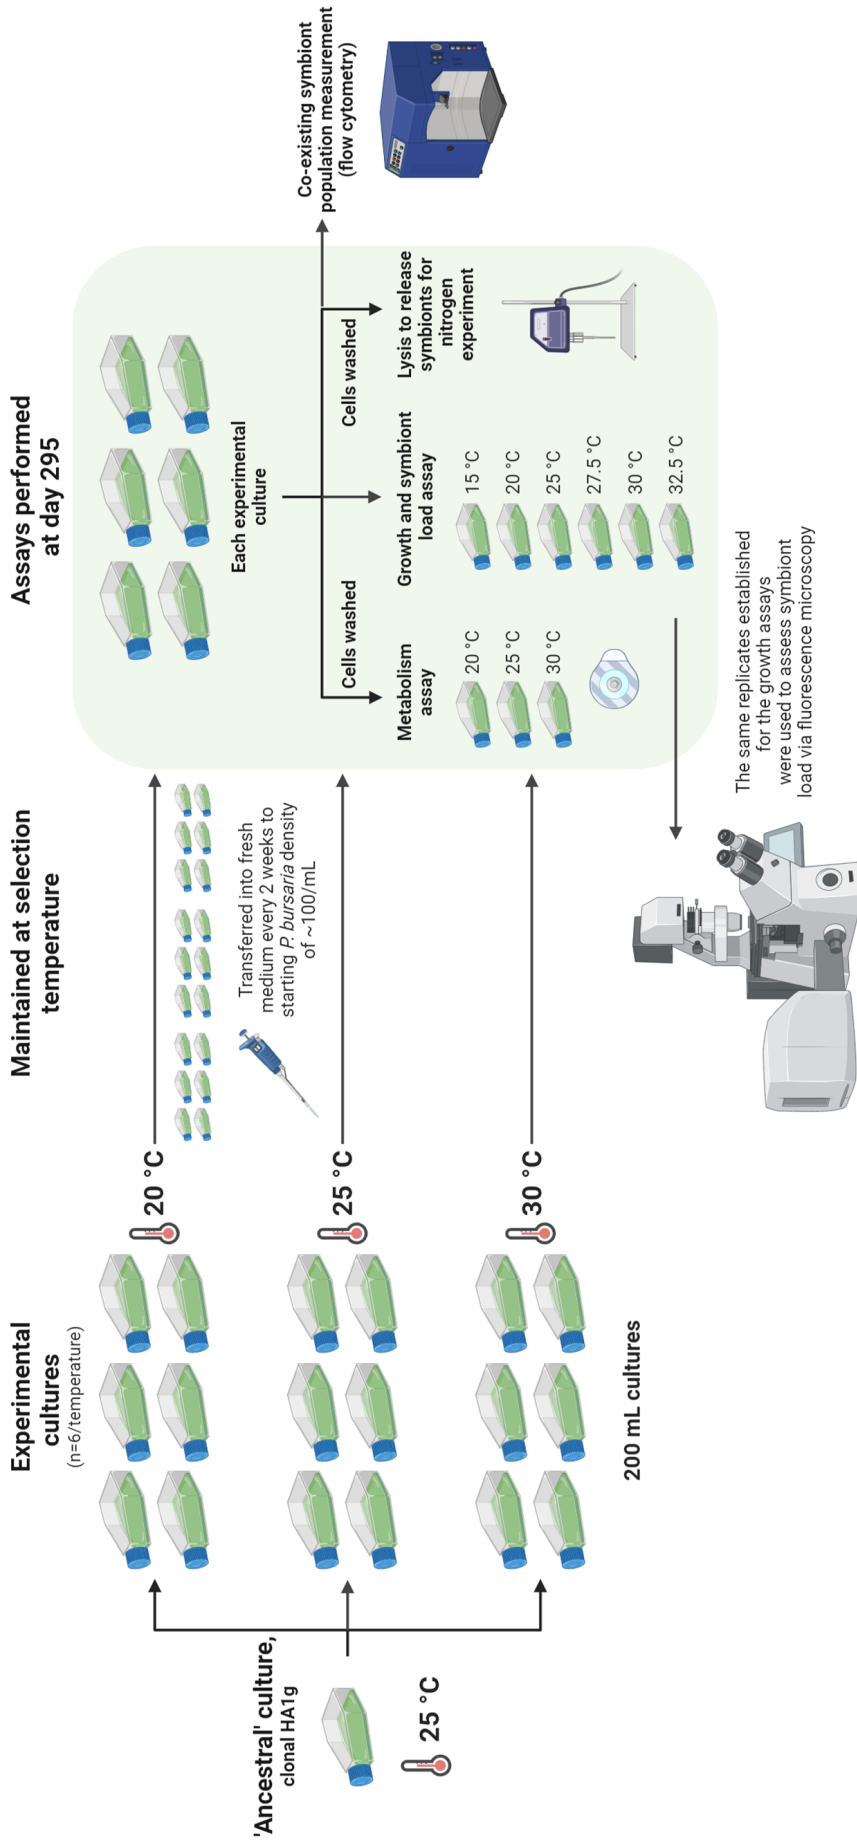 'Ancestral' culture,
clonal HA1g
25 °C
Experimental
cultures
(n=6/temperature)
20 °C
25 °C
30 °C
200 mL cultures
Maintained at selection
temperature
Transferred into fresh
medium every 2 weeks to
starting P. bursaria density
of ~100/mL
Assays performed
at day 295
Each experimental
culture
Cells washed
Cells washed
Metabolism
assay
20 °C
25 °C
30 °C
Growth and symbiont
load assay
15 °C
20 °C
25 °C
27.5 °C
30 °C
32.5 °C
Lysis to release
symbionts for
nitrogen
experiment
Co-existing symbiont
population measurement
(flow cytometry)
The same replicates established
for the growth assays
were used to assess symbiont
load via fluorescence microscopy